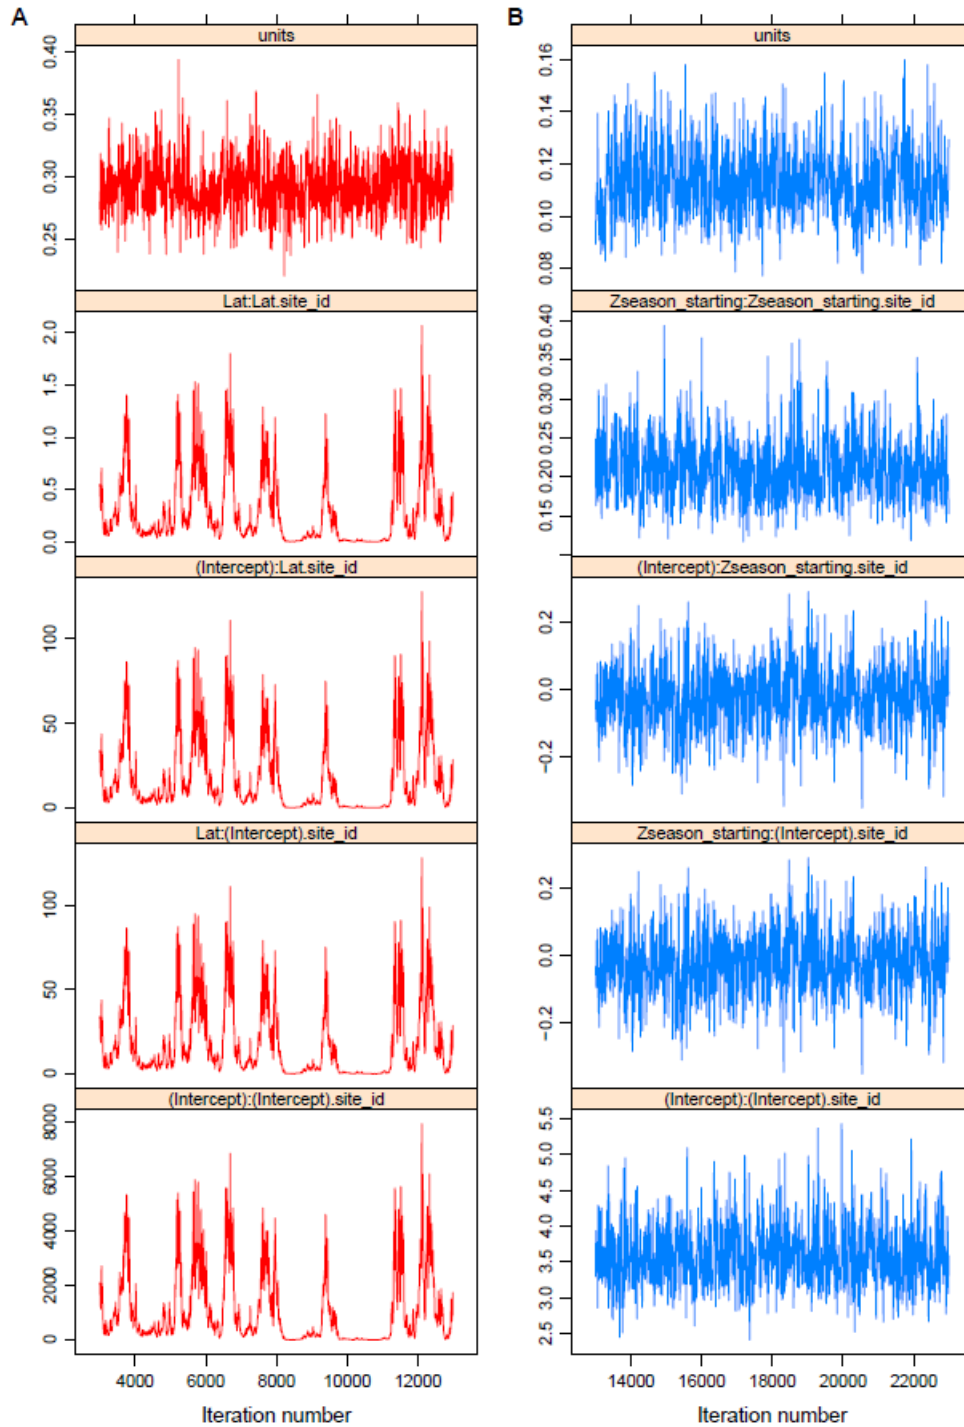 A
B
units
0.40
0.35
0.30
0.25
Lat:Lat.site_id
2.0
1.5
1.0
0.5
0.0
(Intercept):Lat.site_id
100
50
0
Lat:(Intercept).site_id
100
50
0
(Intercept):(Intercept).site_id
8000
6000
4000
2000
0
4000 6000 8000 10000 12000
Iteration number
units
0.16
0.14
0.12
0.10
0.08
Zseason_starting:Zseason_starting.site_id
0.40
0.35
0.30
0.25
0.20
0.15
(Intercept):Zseason_starting.site_id
0.2
0.0
−0.2
Zseason_starting:(Intercept).site_id
0.2
0.0
−0.2
(Intercept):(Intercept).site_id
5.5
5.0
4.5
4.0
3.5
3.0
2.5
14000 16000 18000 20000 22000
Iteration number